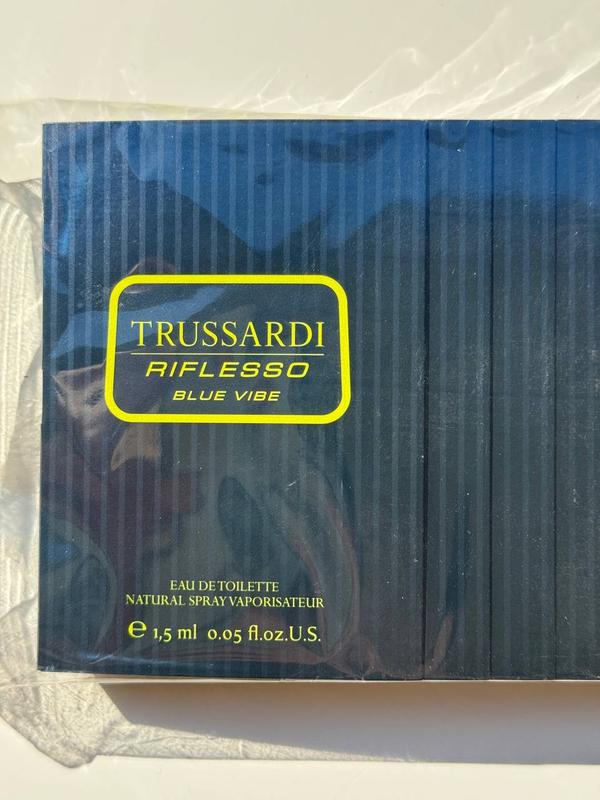 TRUSSARDI
RIFLESSO
BLUE VIBE
EAU DE TOILETTE
NATURAL SPRAY VAPORISATEUR
e 1,5 ml 0.05 fl.oz.U.S.